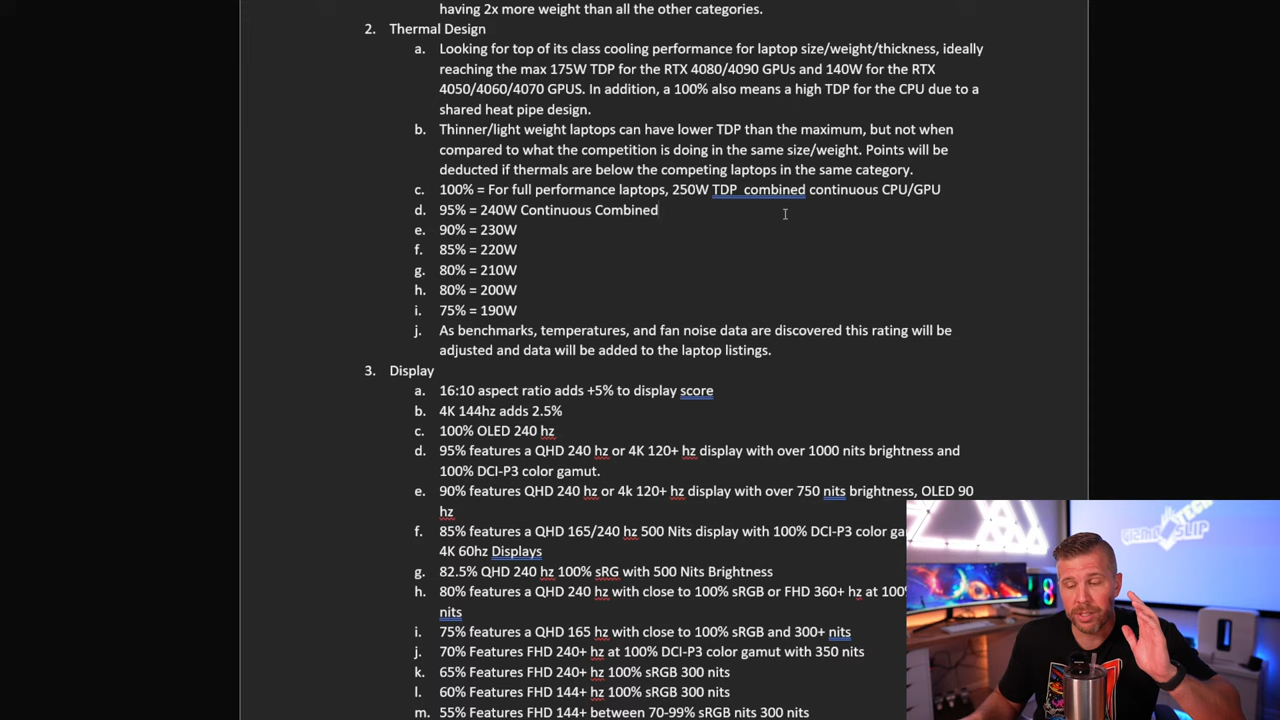 having 2x more weight than all the other categories.
2. Thermal Design
a. Looking for top of its class cooling performance for laptop size/weight/thickness, ideally
reaching the max 175W TDP for the RTX 4080/4090 GPUs and 140W for the RTX
4050/4060/4070 GPUS. In addition, a 100% also means a high TDP for the CPU due to a
shared heat pipe design.
b. Thinner/light weight laptops can have lower TDP than the maximum, but not when
compared to what the competition is doing in the same size/weight. Points will be
deducted if thermals are below the competing laptops in the same category.
c. 100% = For full performance laptops, 250W TDP  combined continuous CPU/GPU
d. 95% = 240W Continuous Combined
e. 90% = 230W
f. 85% = 220W
g. 80% = 210W
h. 80% = 200W
i. 75% = 190W
j. As benchmarks, temperatures, and fan noise data are discovered this rating will be
adjusted and data will be added to the laptop listings.
3. Display
a. 16:10 aspect ratio adds +5% to display score
b. 4K 144hz adds 2.5%
c. 100% OLED 240 hz
d. 95% features a QHD 240 hz or 4K 120+ hz display with over 1000 nits brightness and
100% DCI-P3 color gamut.
e. 90% features QHD 240 hz or 4k 120+ hz display with over 750 nits brightness, OLED 90
hz
f. 85% features a QHD 165/240 hz 500 Nits display with 100% DCI-P3 color
4K 60hz Displays
g. 82.5% QHD 240 hz 100% sRG with 500 Nits Brightness
h. 80% features a QHD 240 hz with close to 100% sRGB or FHD 360+ hz at
nits
i. 75% features a QHD 165 hz with close to 100% sRGB and 300+ nits
j. 70% Features FHD 240+ hz at 100% DCI-P3 color gamut with 350 nits
k. 65% Features FHD 240+ hz 100% sRGB 300 nits
l. 60% Features FHD 144+ hz 100% sRGB 300 nits
m. 55% Features FHD 144+ between 70-99% sRGB nits 300 nits
GIZMO SLIP
TECH